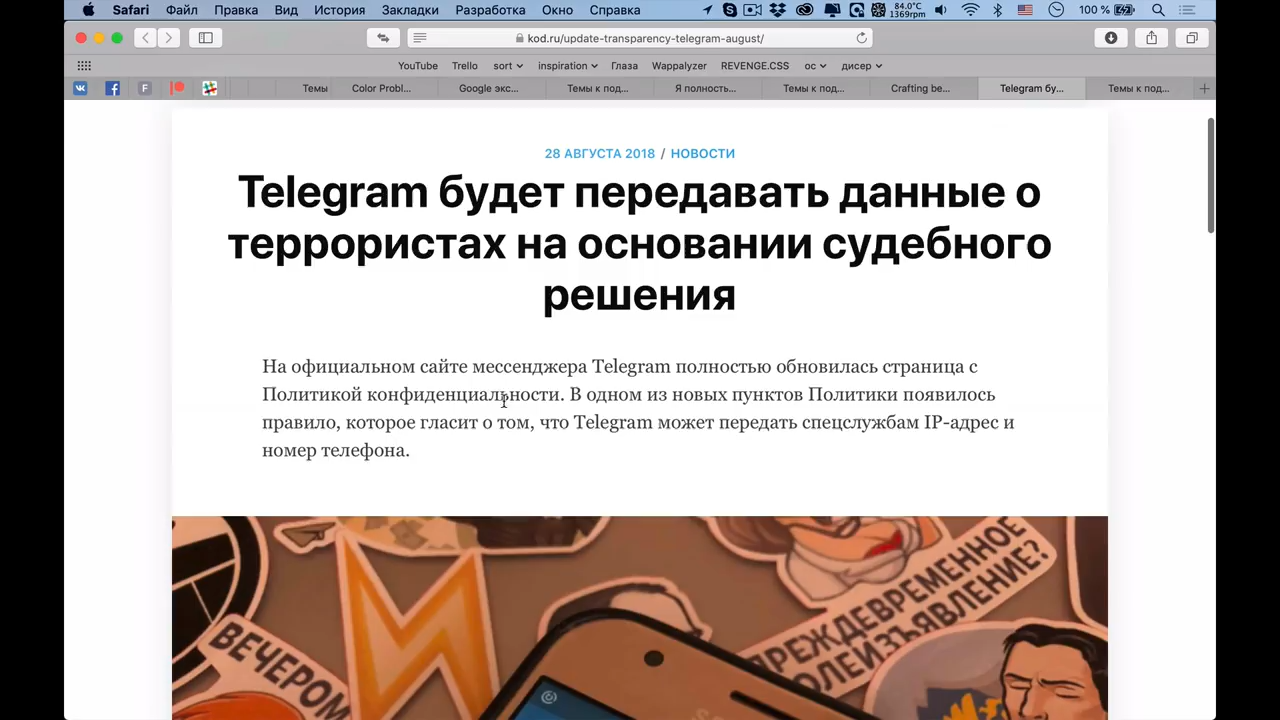 Safari Файл Правка Вид История Закладки Разработка Окно Справка 84.0°C 1369rpm 100 %
kod.ru/update-transparency-telegram-august/
YouTube Trello sort inspiration Глаза Wappalyzer REVENGE.CSS ос дисер
F Темы Color Probl... Google экс... Темы к под... Я полность... Темы к под... Crafting be... Telegram бу... Темы к под...
28 АВГУСТА 2018 / НОВОСТИ
Telegram будет передавать данные о
террористах на основании судебного
решения
На официальном сайте мессенджера Telegram полностью обновилась страница с
Политикой конфиденциальности. В одном из новых пунктов Политики появилось
правило, которое гласит о том, что Telegram может передать спецслужбам IP-адрес и
номер телефона.
ПРЕЖДЕВРЕМЕННОЕ
ВОЛЕИЗЪЯВЛЕНИЕ?
ВЕЧЕРОМ